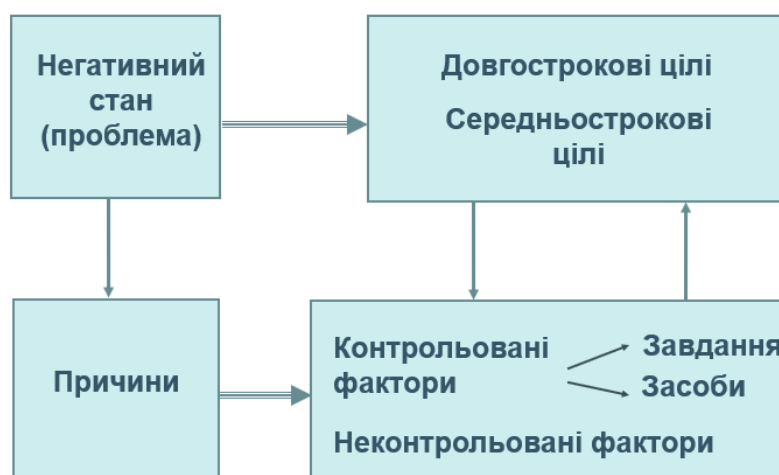 Негативний
стан
(проблема)
Довгострокові цілі
Середньострокові
цілі
Причини
Контрольовані
фактори
Завдання
Засоби
Неконтрольовані фактори